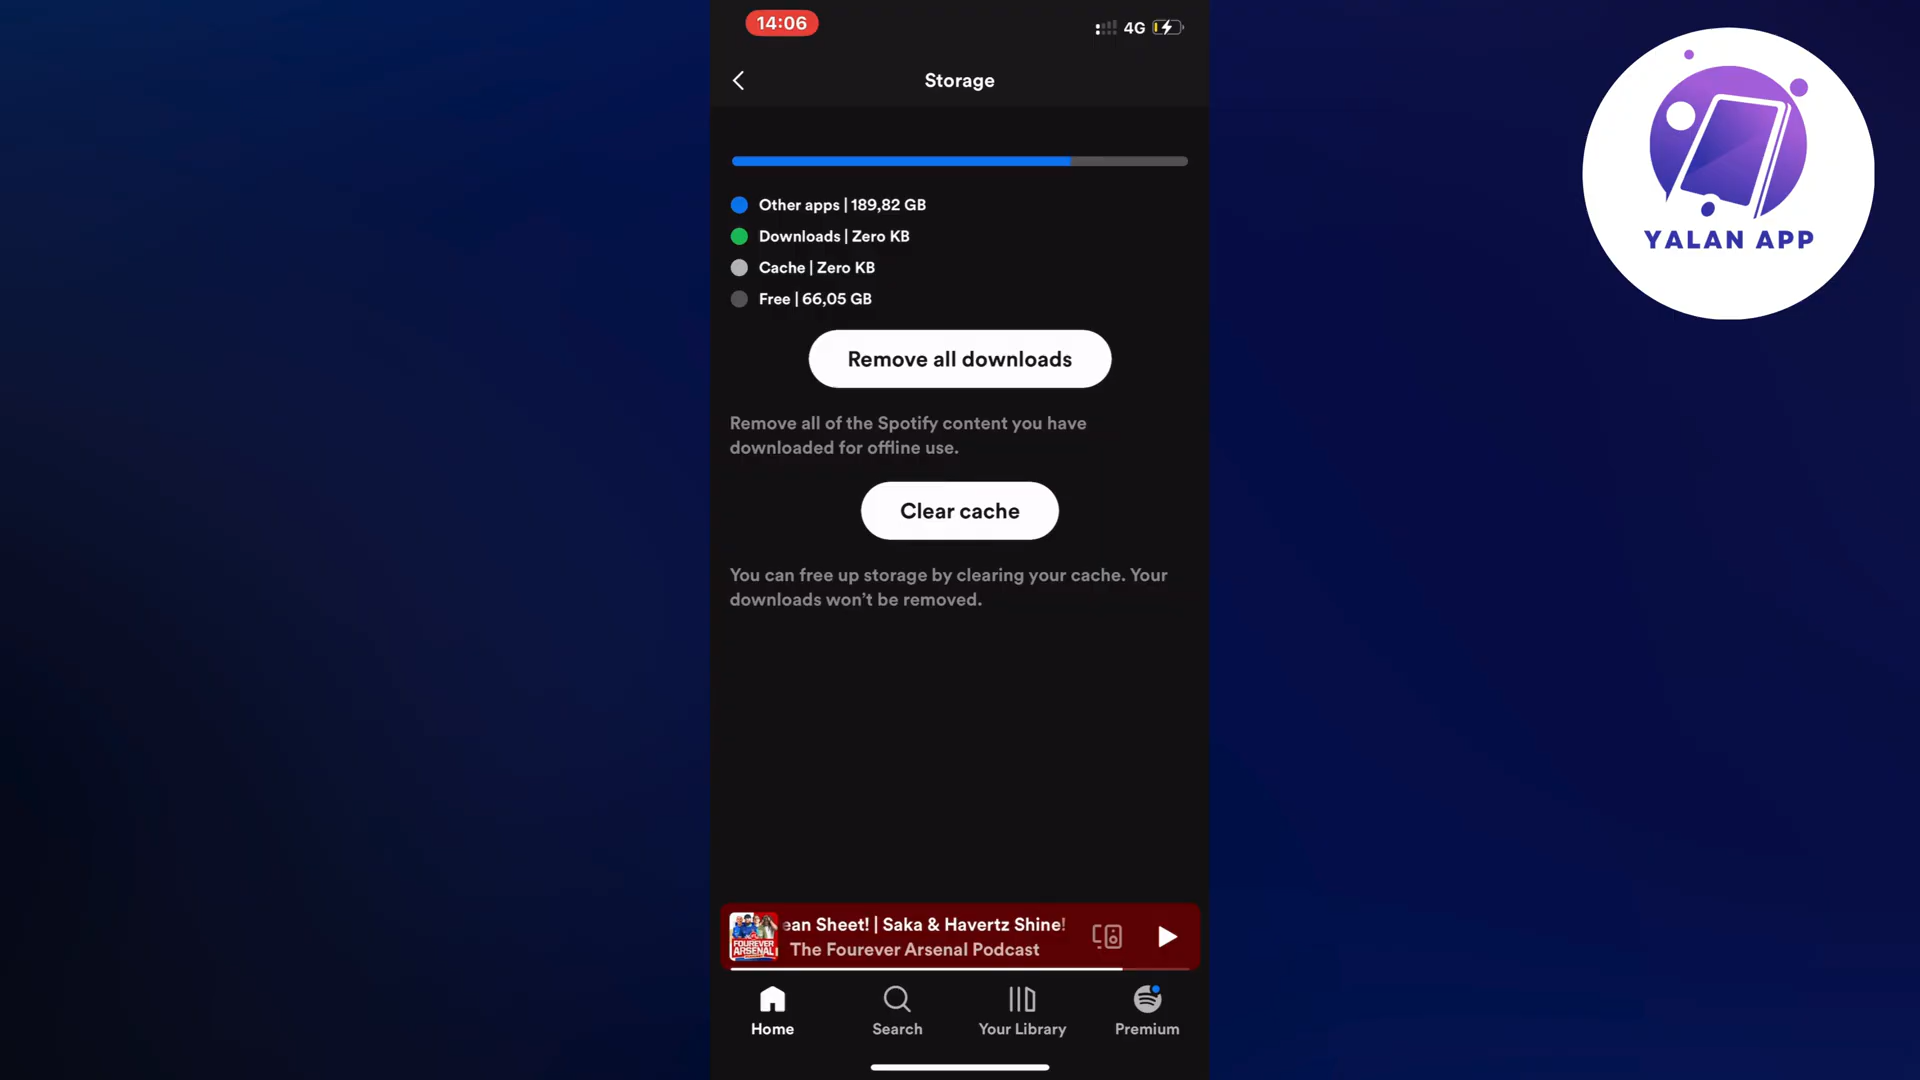 14:06
4G
Storage
Other apps | 189,82 GB
Downloads | Zero KB
Cache | Zero KB
Free | 66,05 GB
Remove all downloads
Remove all of the Spotify content you have
downloaded for offline use.
Clear cache
You can free up storage by clearing your cache. Your
downloads won’t be removed.
ean Sheet! | Saka & Havertz Shine!
The Fourever Arsenal Podcast
FOUREVER
ARSENAL
Home
Search
Your Library
Premium
YALAN APP